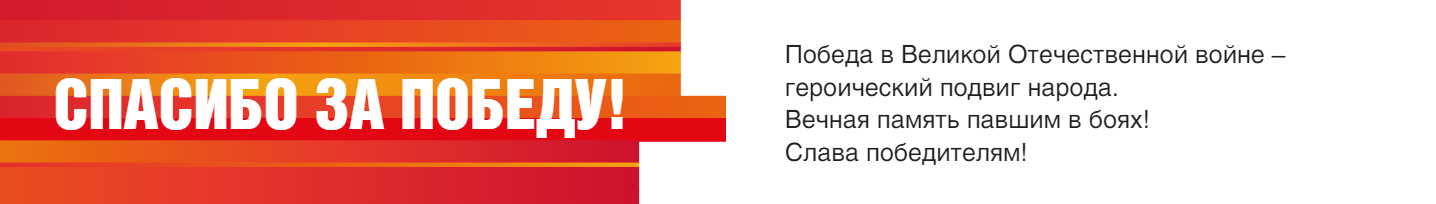 СПАСИБО ЗА ПОБЕДУ!
Победа в Великой Отечественной войне –
героический подвиг народа.
Вечная память павшим в боях!
Слава победителям!